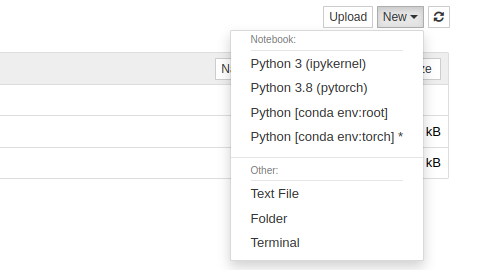 Upload New
Notebook:
Na ze
Python 3 (ipykernel)
Python 3.8 (pytorch)
Python [conda env:root]
Python [conda env:torch] * kB
kB
Other:
Text File
Folder
Terminal